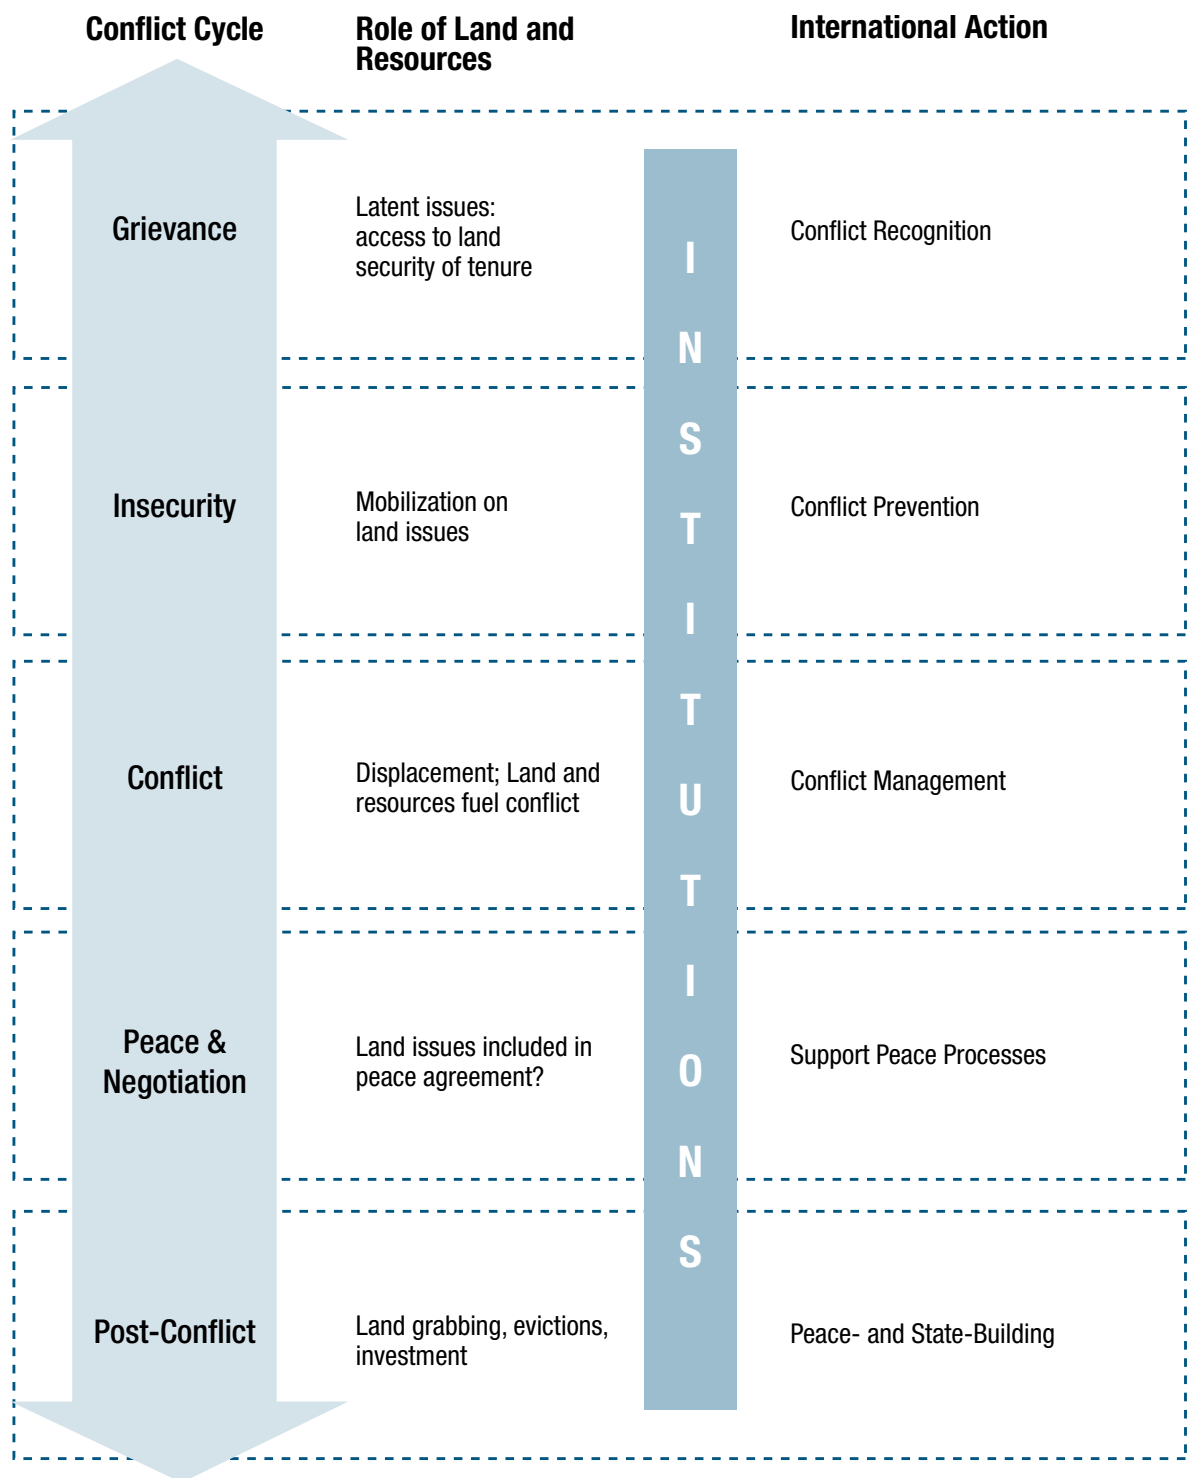 Conflict Cycle
Role of Land and
Resources
International Action
Grievance
Latent issues:
access to land
security of tenure
Conflict Recognition
Insecurity
Mobilization on
land issues
Conflict Prevention
Conflict
Displacement; Land and
resources fuel conflict
Conflict Management
Peace &
Negotiation
Land issues included in
peace agreement?
Support Peace Processes
Post-Conflict
Land grabbing, evictions,
investment
Peace- and State-Building
INSTITUTIONS